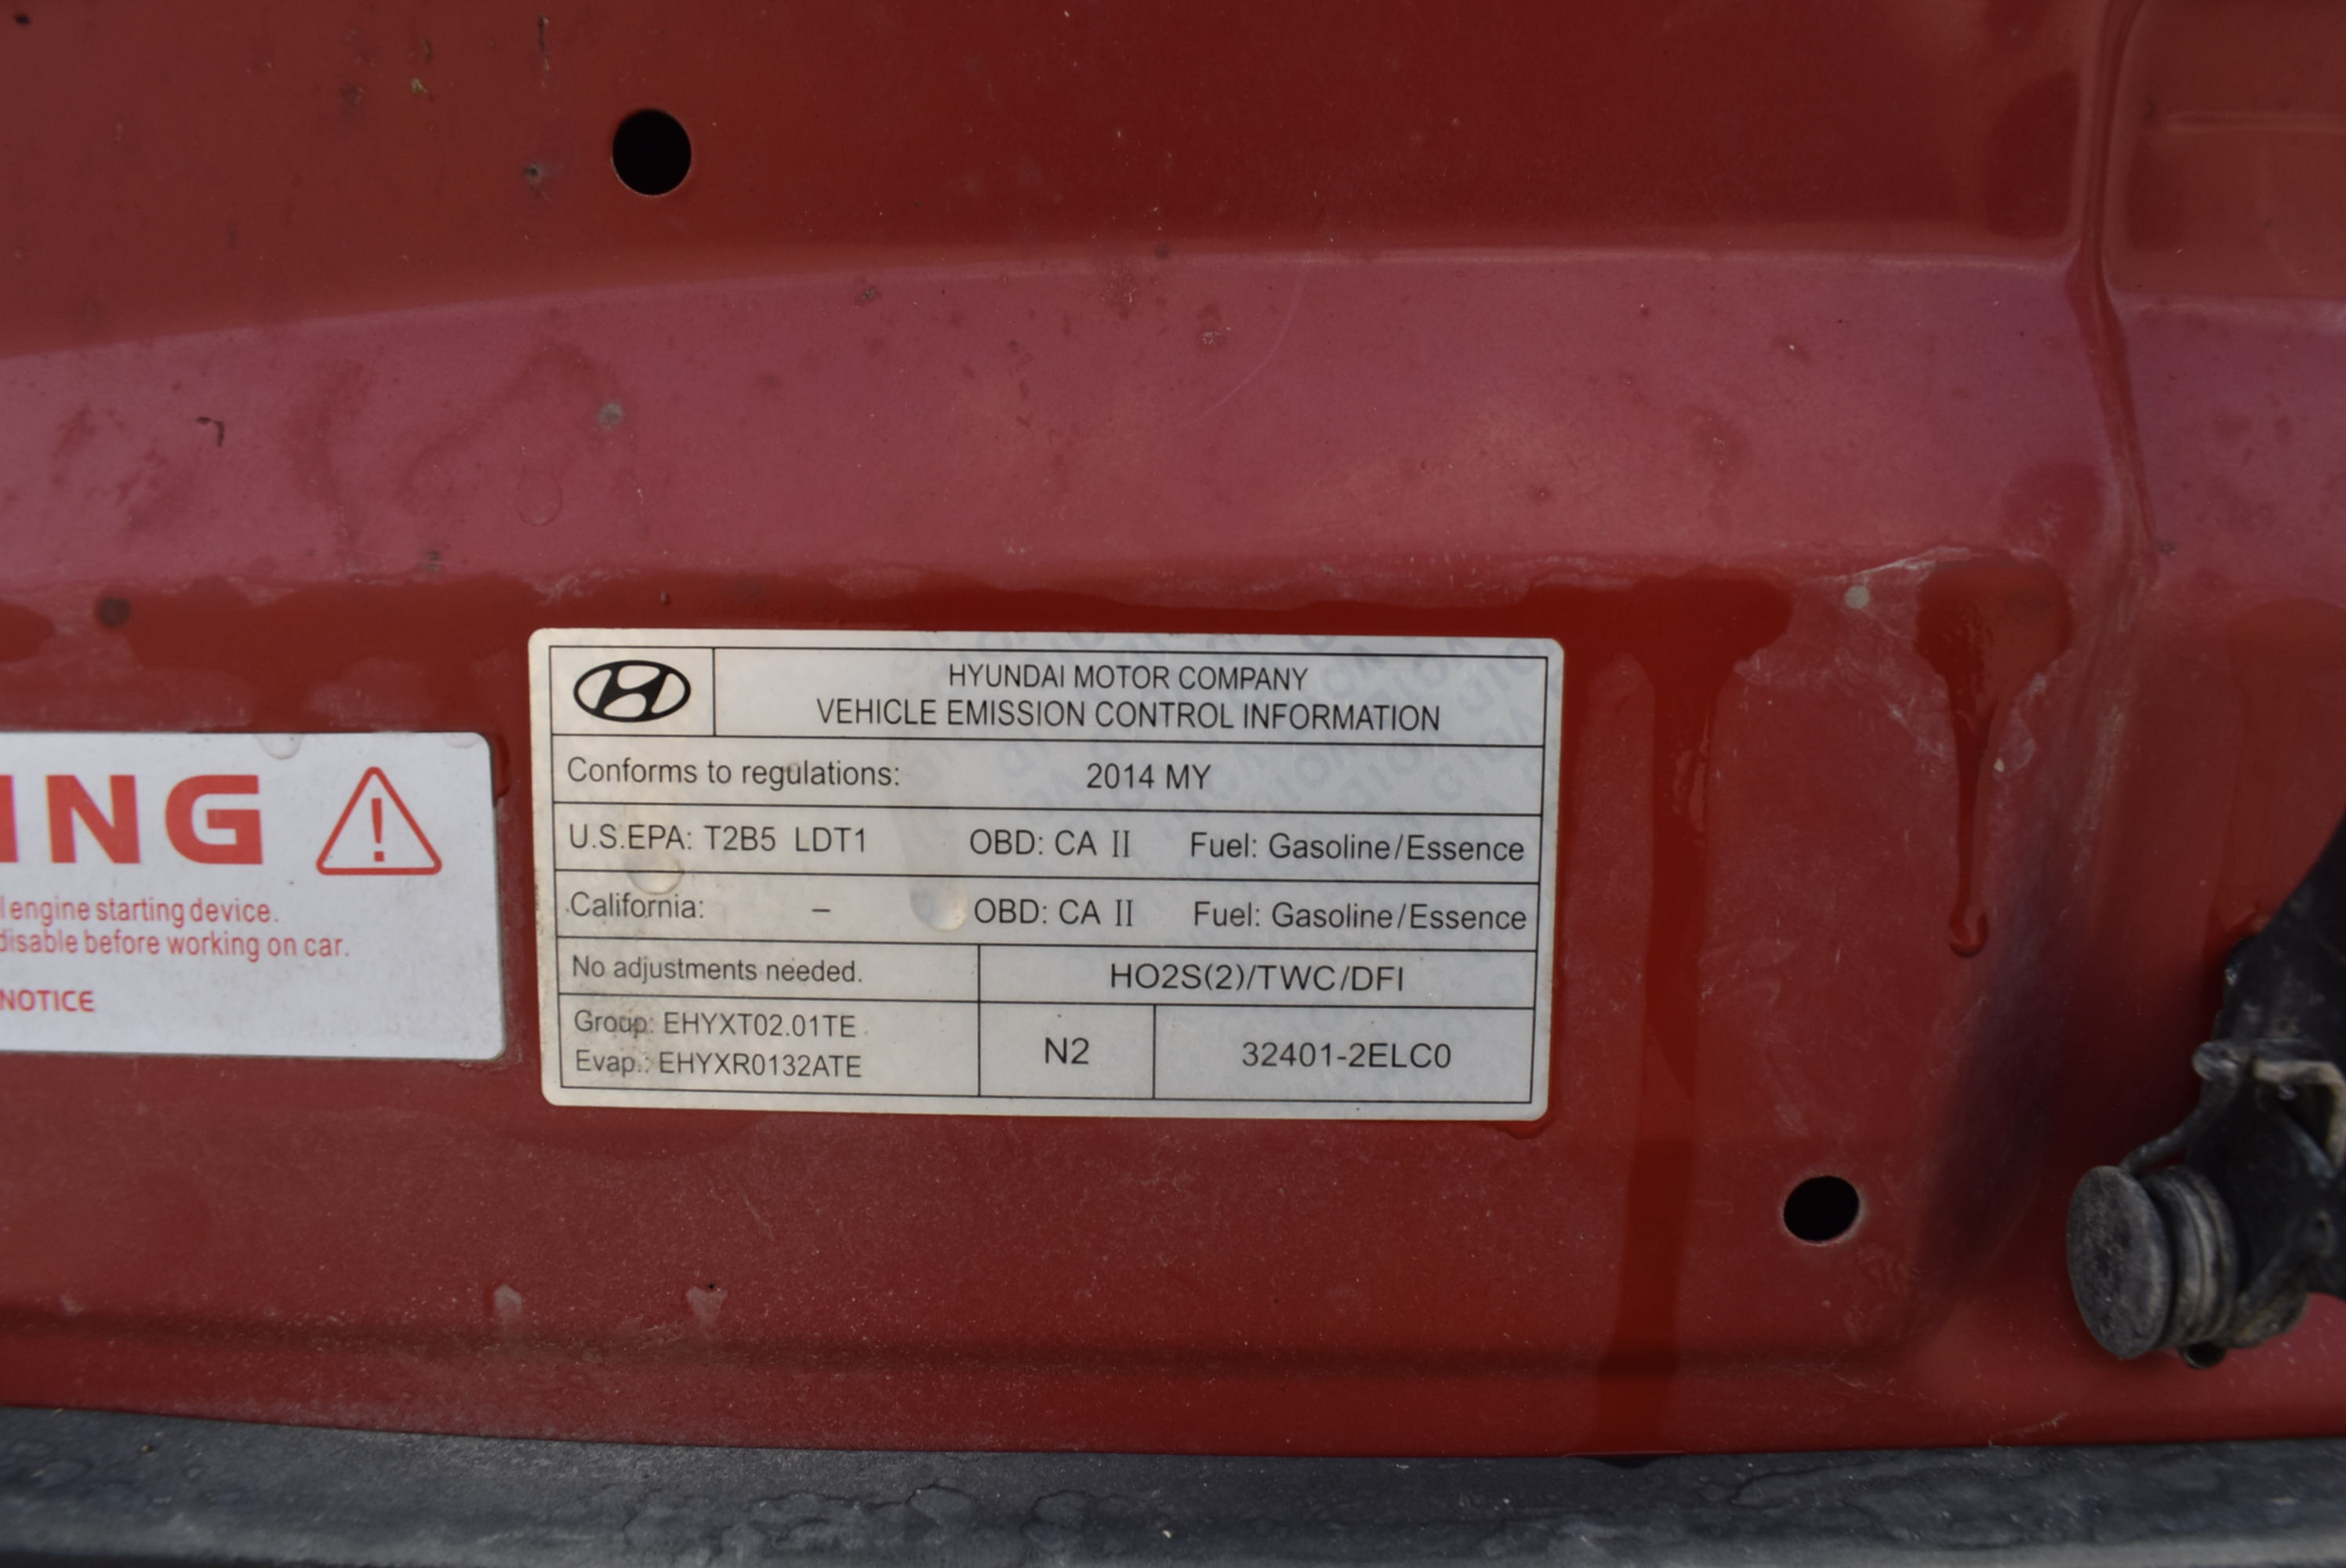 HYUNDAI MOTOR COMPANY
VEHICLE EMISSION CONTROL INFORMATION
Conforms to regulations: 2014 MY
U.S.EPA: T2B5 LDT1 OBD: CA II Fuel: Gasoline/Essence
California: – OBD: CA II Fuel: Gasoline/Essence
No adjustments needed. HO2S(2)/TWC/DFI
Group: EHYXT02.01TE
Evap.: EHYXR0132ATE
N2 32401-2ELC0
ING
engine starting device.
disable before working on car.
NOTICE